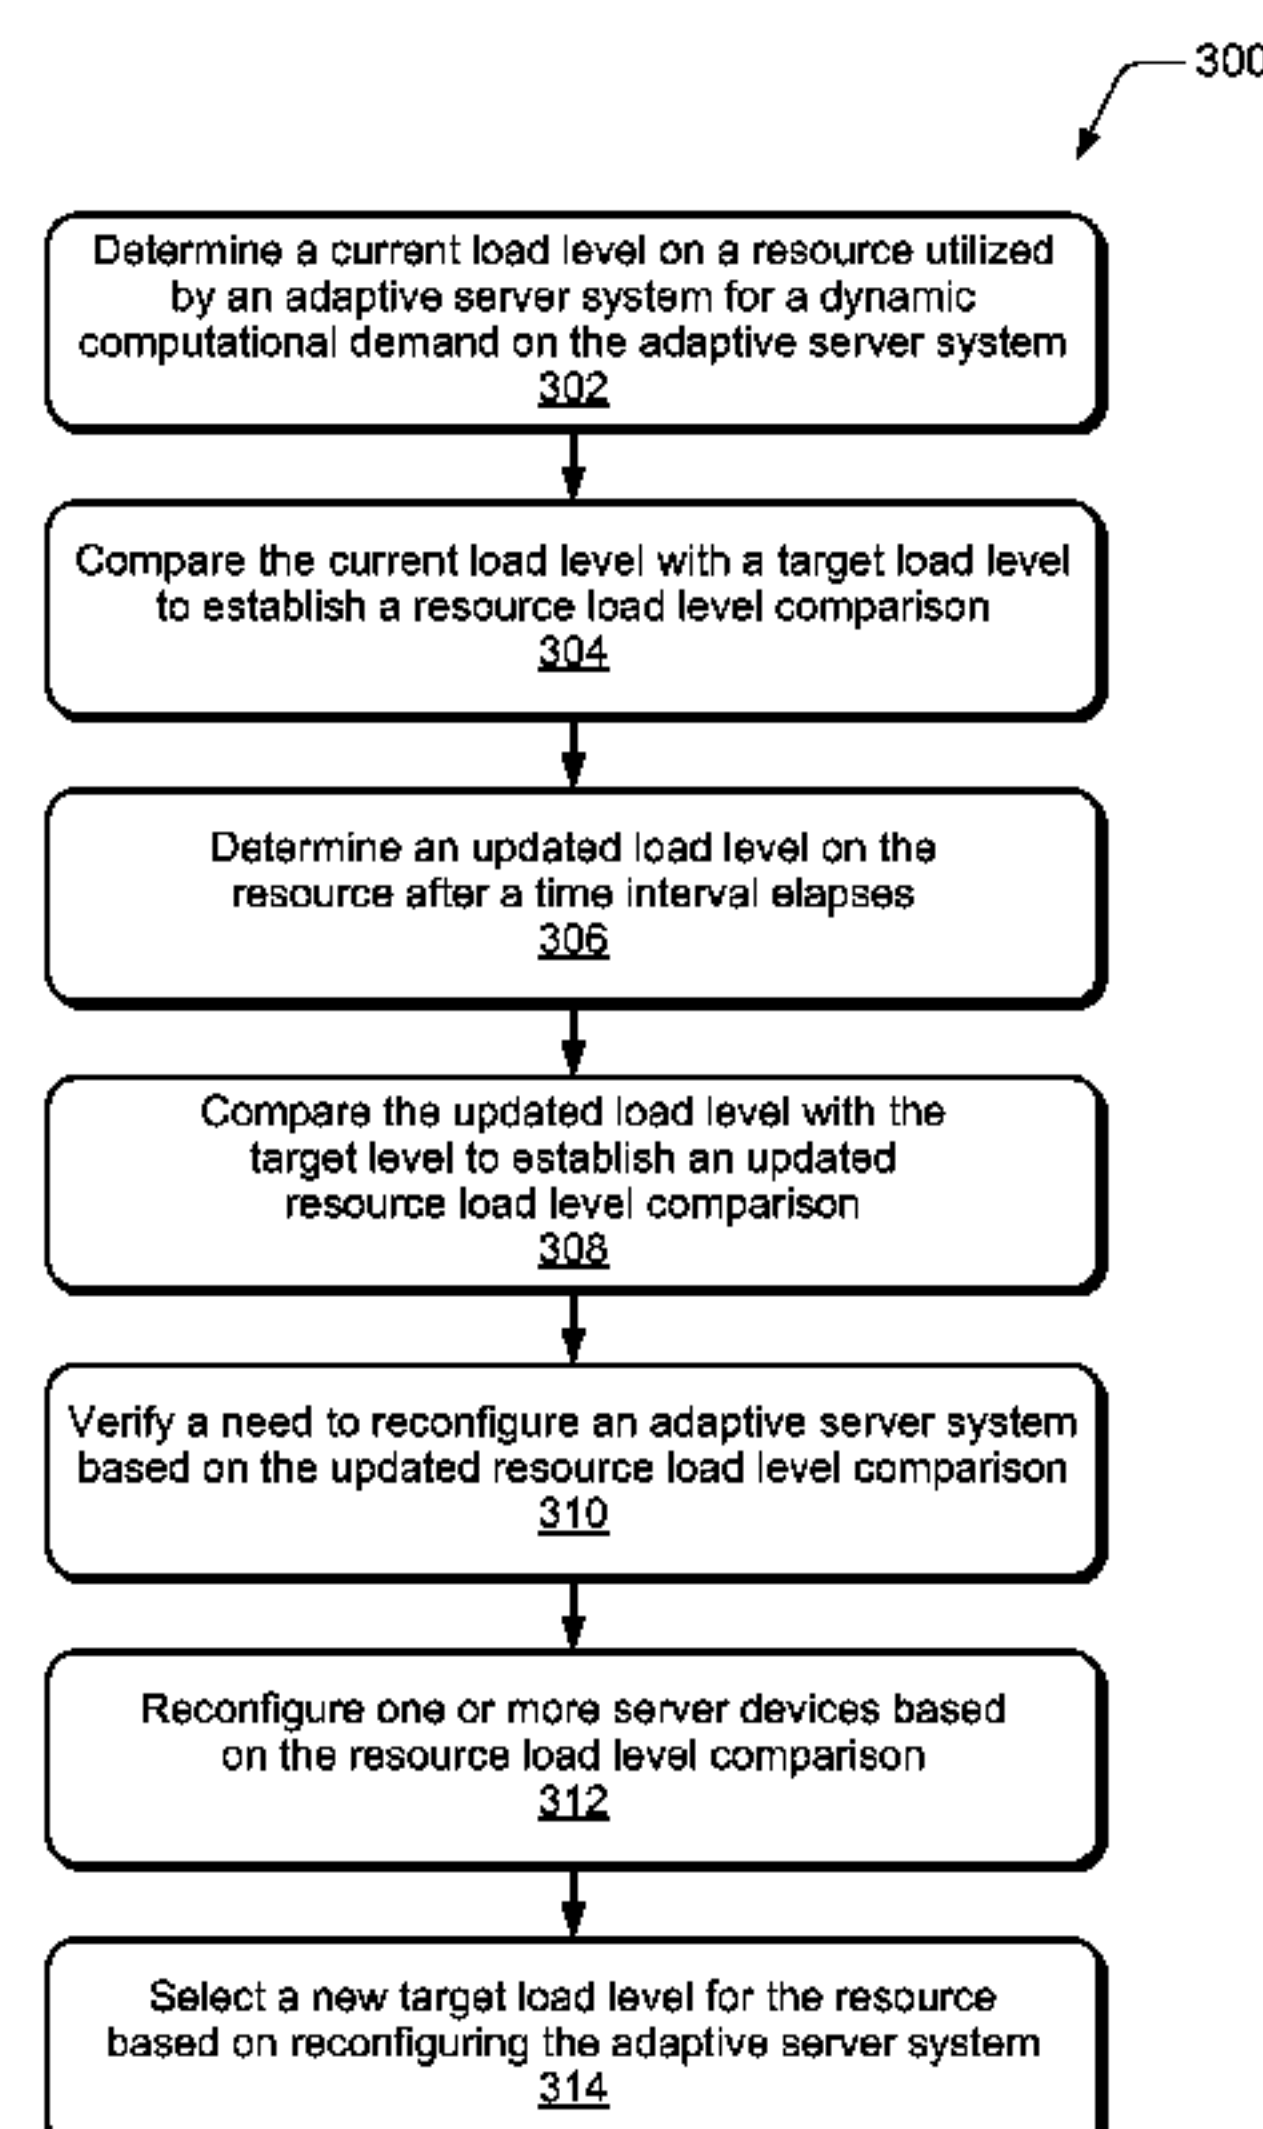 300
Determine a current load level on a resource utilized
by an adaptive server system for a dynamic
computational demand on the adaptive server system
302
Compare the current load level with a target load level
to establish a resource load level comparison
304
Determine an updated load level on the
resource after a time interval elapses
306
Compare the updated load level with the
target level to establish an updated
resource load level comparison
308
Verify a need to reconfigure an adaptive server system
based on the updated resource load level comparison
310
Reconfigure one or more server devices based
on the resource load level comparison
312
Select a new target load level for the resource
based on reconfiguring the adaptive server system
314